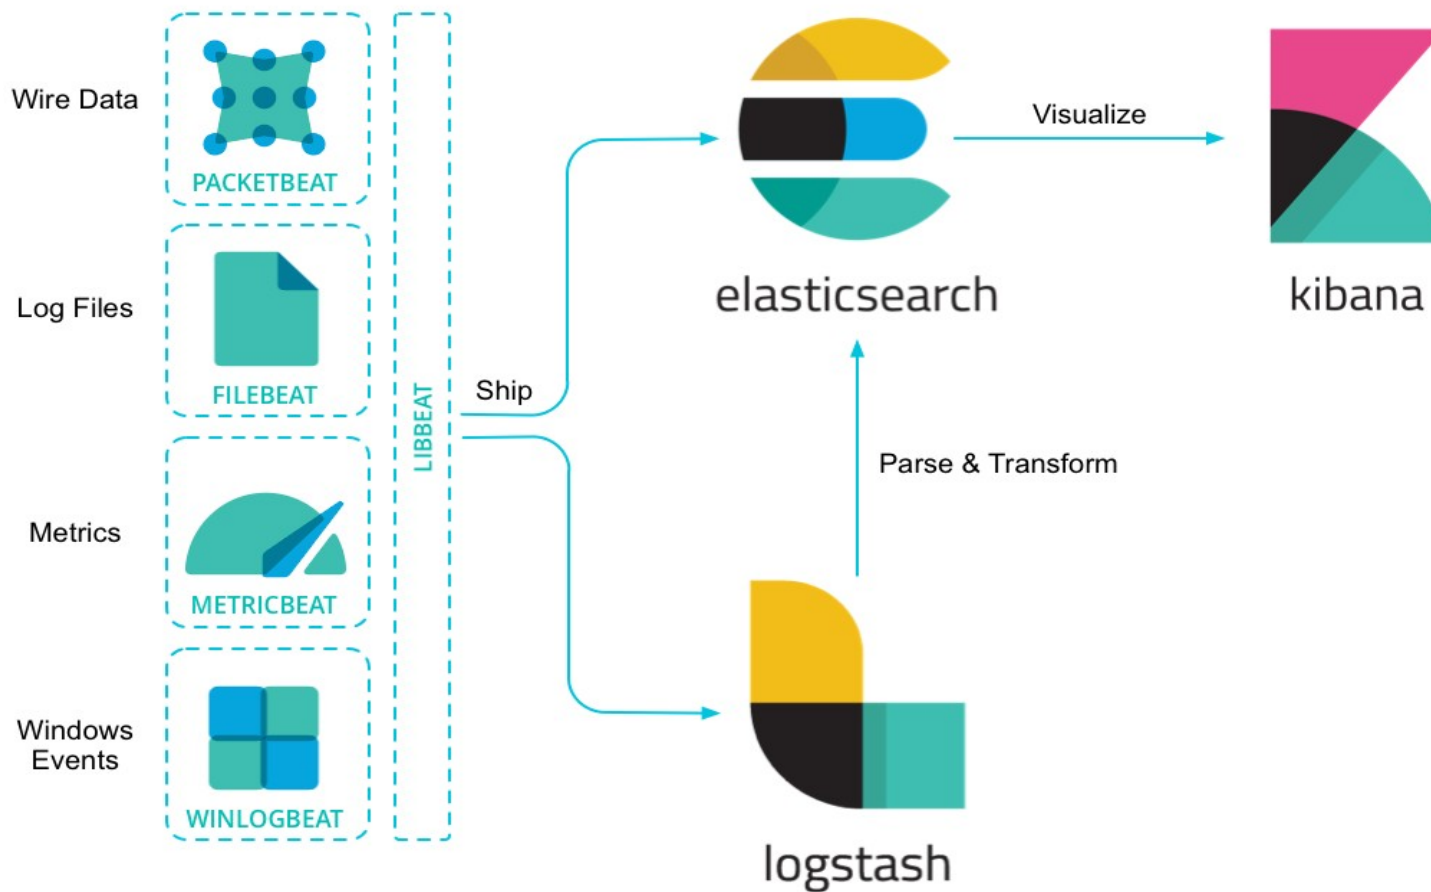 Wire Data
PACKETBEAT
Log Files
FILEBEAT
Metrics
METRICBEAT
Windows
Events
WINLOGBEAT
LIBBEAT
Ship
elasticsearch
Visualize
kibana
Parse & Transform
logstash